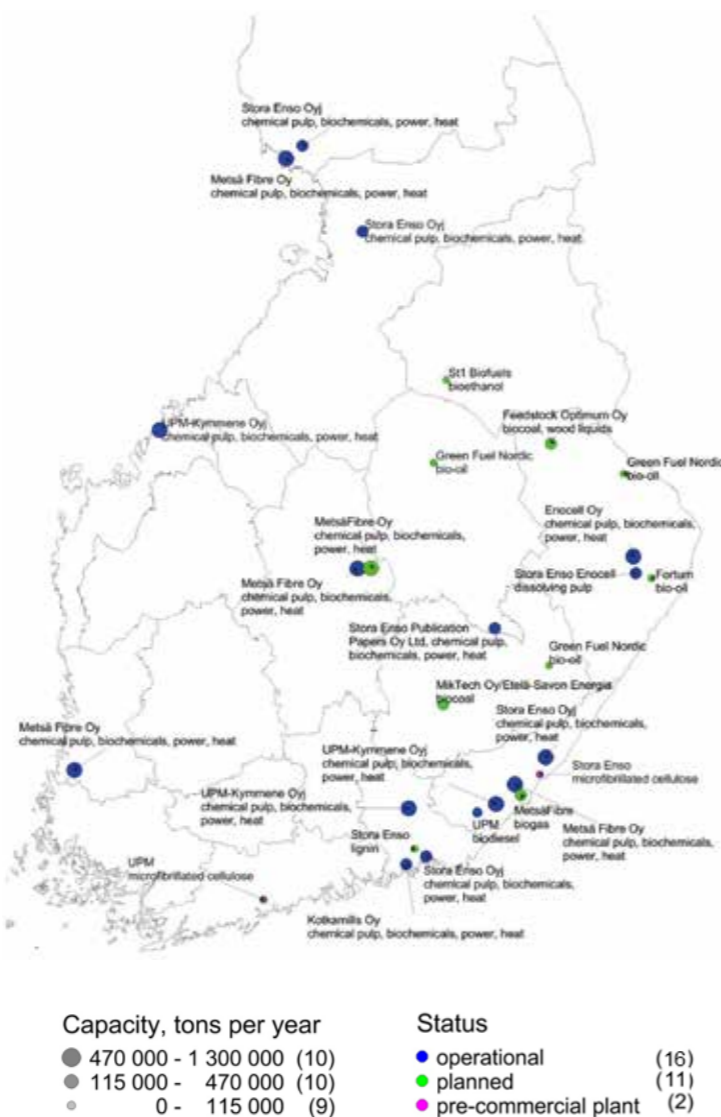 Stora Enso Oyj
chemical pulp, biochemicals, power, heat
Metsä Fibre Oy
chemical pulp, biochemicals, power, heat
Stora Enso Oyj
chemical pulp, biochemicals, power, heat
St1 Biofuels
bioethanol
UPM-Kymmene Oyj
chemical pulp, biochemicals, power, heat
Feedstock Optimum Oy
biocoal, wood liquids
Green Fuel Nordic
bio-oil
Green Fuel Nordic
bio-oil
MetsäFibre Oy
chemical pulp, biochemicals,
power, heat
Enocell Oy
chemical pulp, biochemicals,
power, heat
Metsä Fibre Oy
chemical pulp, biochemicals,
power, heat
Stora Enso Enocell
dissolving pulp
Fortum
bio-oil
Stora Enso Publication
Papers Oy Ltd, chemical pulp,
biochemicals, power, heat
Green Fuel Nordic
bio-oil
MikTech Oy/Etelä-Savon Energia
biocoal
Stora Enso Oyj
chemical pulp, biochemicals,
power, heat
Metsä Fibre Oy
chemical pulp, biochemicals, power, heat
UPM-Kymmene Oyj
chemical pulp, biochemicals,
power, heat
Stora Enso
microfibrillated cellulose
UPM-Kymmene Oyj
chemical pulp, biochemicals,
power, heat
MetsäFibre
biogas
UPM
biodiesel
Metsä Fibre Oy
chemical pulp, biochemicals,
power, heat
Stora Enso
lignin
UPM
microfibrillated cellulose
Stora Enso Oyj
chemical pulp, biochemicals,
power, heat
Kotkamills Oy
chemical pulp, biochemicals, power, heat
Capacity, tons per year
470 000 - 1 300 000 (10)
115 000 - 470 000 (10)
0 - 115 000 (9)
Status
operational (16)
planned (11)
pre-commercial plant (2)